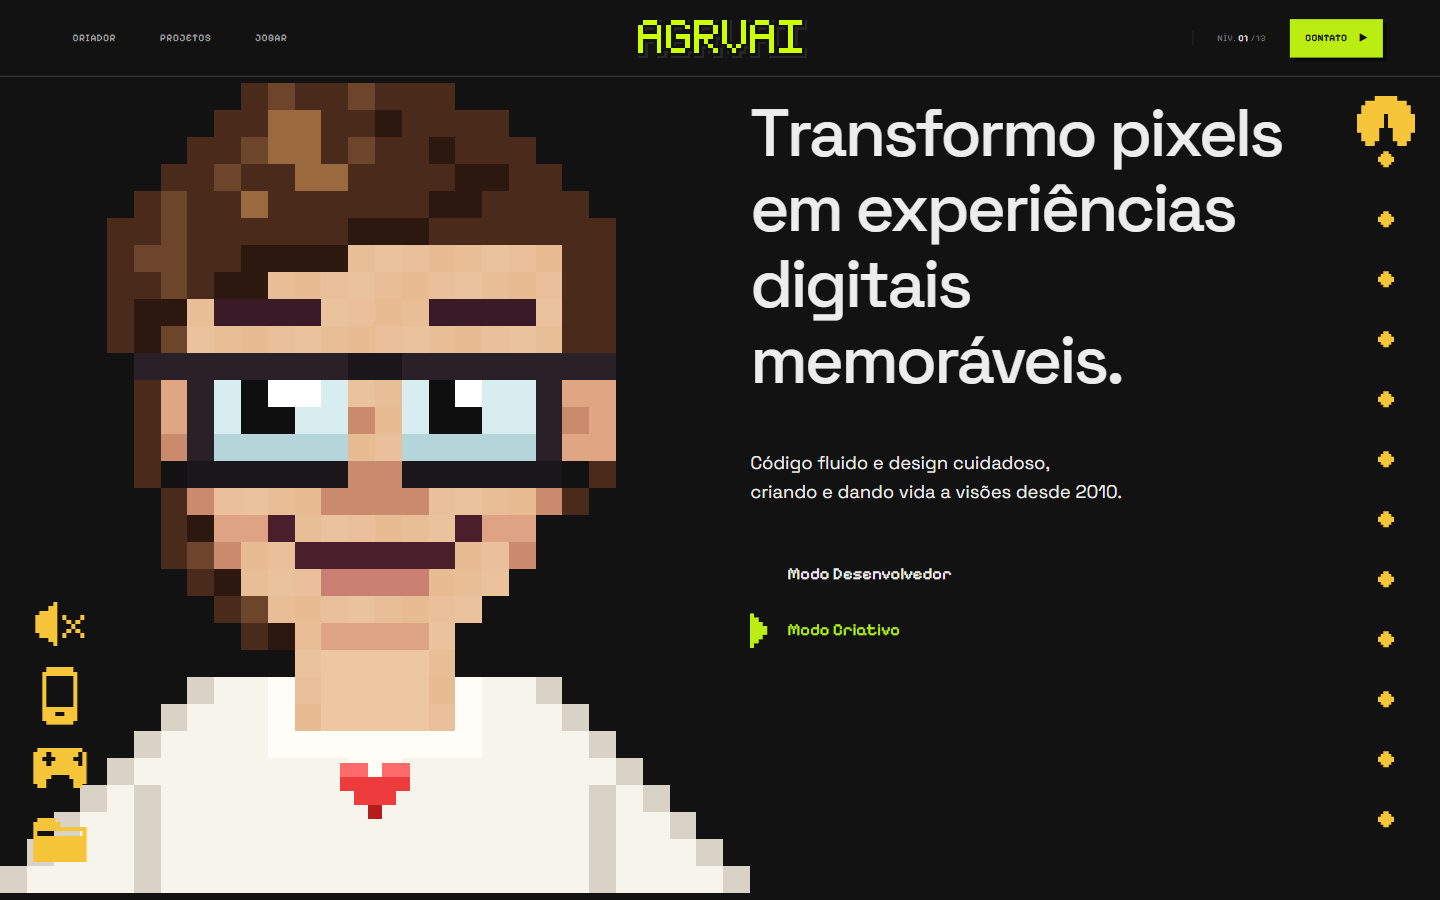 CRIADOR
PROJETOS
JOGAR
AGRVAI
NÍV. 01 /13
CONTATO
Transformo pixels
em experiências
digitais
memoráveis.
Código fluido e design cuidadoso,
criando e dando vida a visões desde 2010.
Modo Desenvolvedor
Modo Criativo